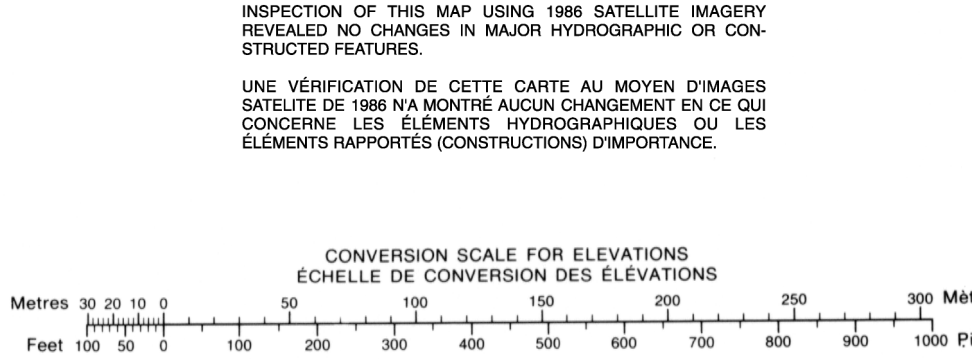 INSPECTION OF THIS MAP USING 1986 SATELLITE IMAGERY
REVEALED NO CHANGES IN MAJOR HYDROGRAPHIC OR CON-
STRUCTED FEATURES.
UNE VÉRIFICATION DE CETTE CARTE AU MOYEN D'IMAGES
SATELITE DE 1986 N'A MONTRÉ AUCUN CHANGEMENT EN CE QUI
CONCERNE LES ÉLÉMENTS HYDROGRAPHIQUES OU LES
ÉLÉMENTS RAPPORTÉS (CONSTRUCTIONS) D'IMPORTANCE.
CONVERSION SCALE FOR ELEVATIONS
ÉCHELLE DE CONVERSION DES ÉLÉVATIONS
Metres 30 20 10 0 50 100 150 200 250 300 Mèt
Feet 100 50 0 100 200 300 400 500 600 700 800 900 1000 Pi